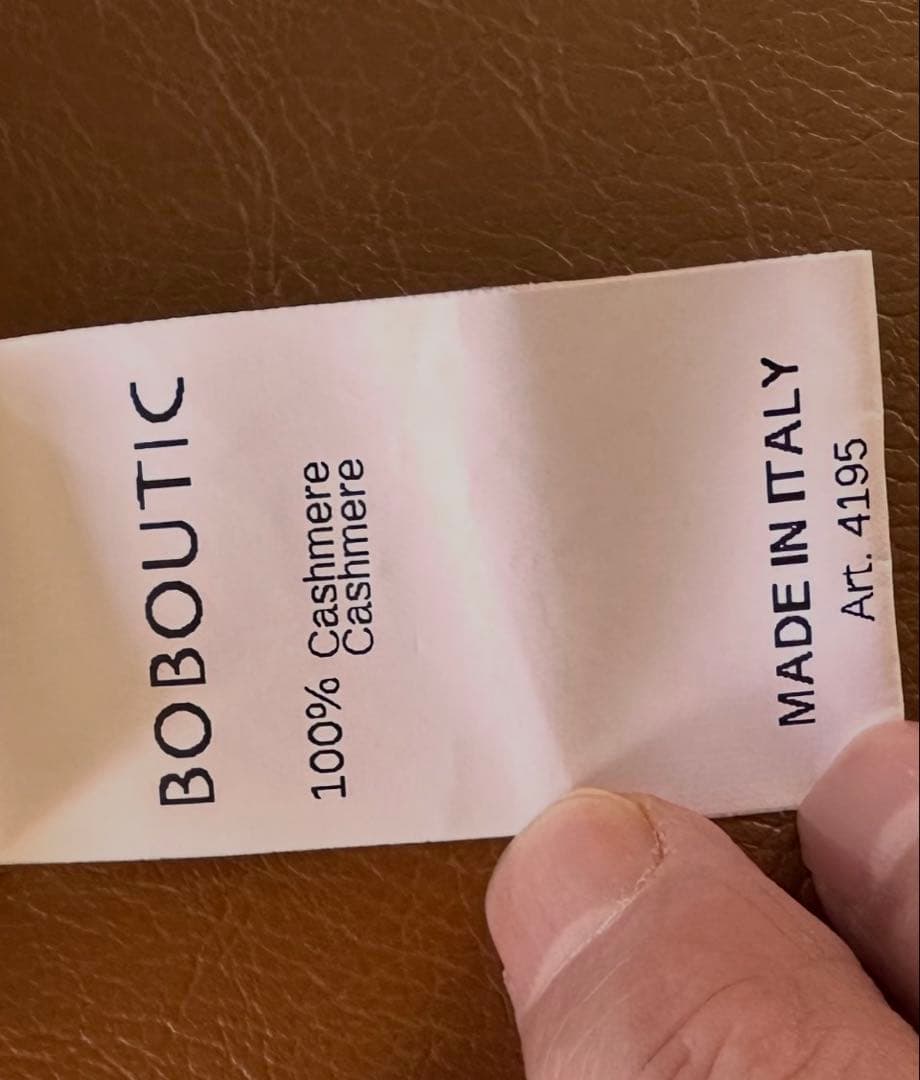 BOBOUTIC
100% Cashmere
Cashmere
MADE IN ITALY
Art. 4195